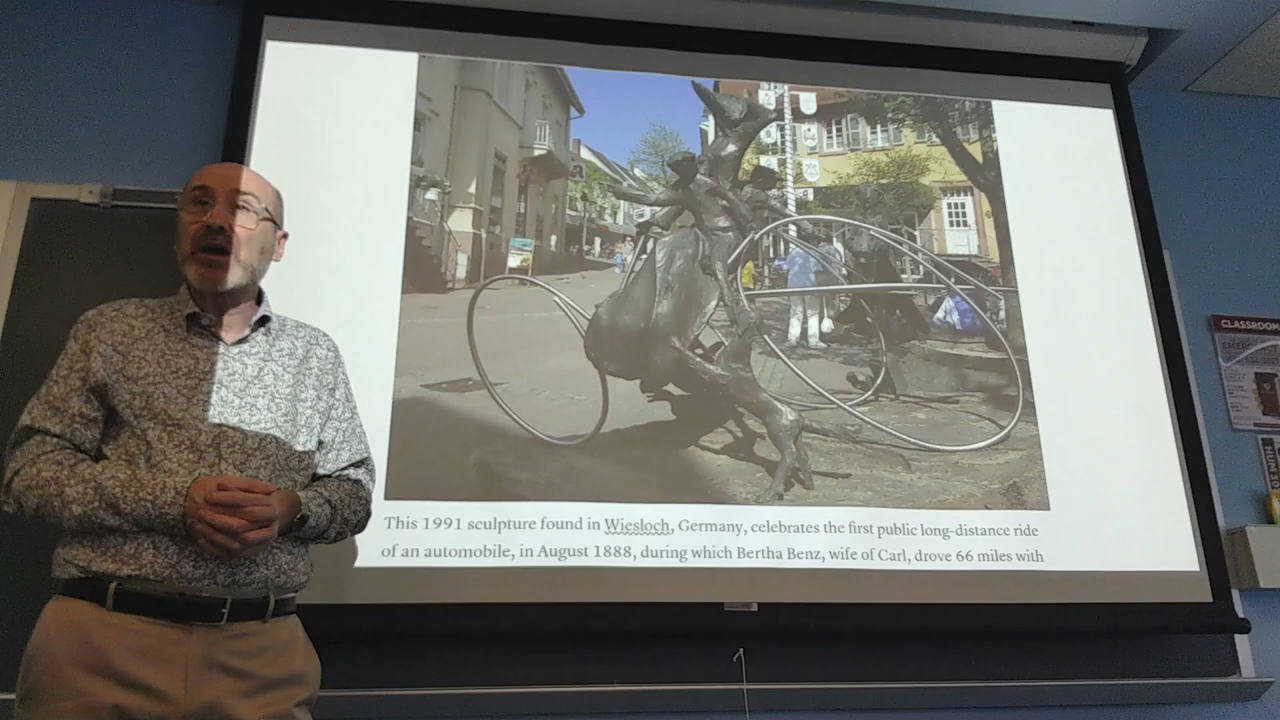 This 1991 sculpture found in Wiesloch, Germany, celebrates the first public long-distance ride
of an automobile, in August 1888, during which Bertha Benz, wife of Carl, drove 66 miles with
CLASSROOM